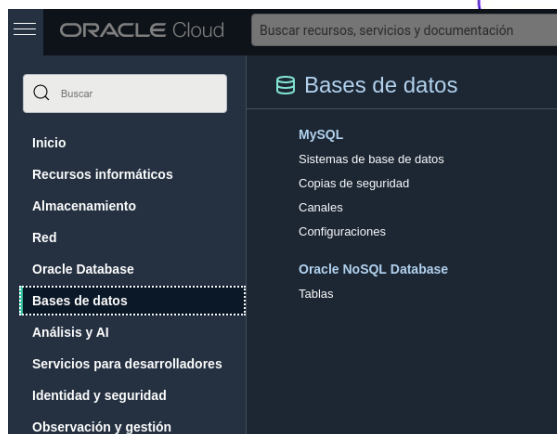 ORACLE Cloud
Buscar recursos, servicios y documentación
Buscar
Inicio
Recursos informáticos
Almacenamiento
Red
Oracle Database
Bases de datos
Análisis y AI
Servicios para desarrolladores
Identidad y seguridad
Observación y gestión
Bases de datos
MySQL
Sistemas de base de datos
Copias de seguridad
Canales
Configuraciones
Oracle NoSQL Database
Tablas